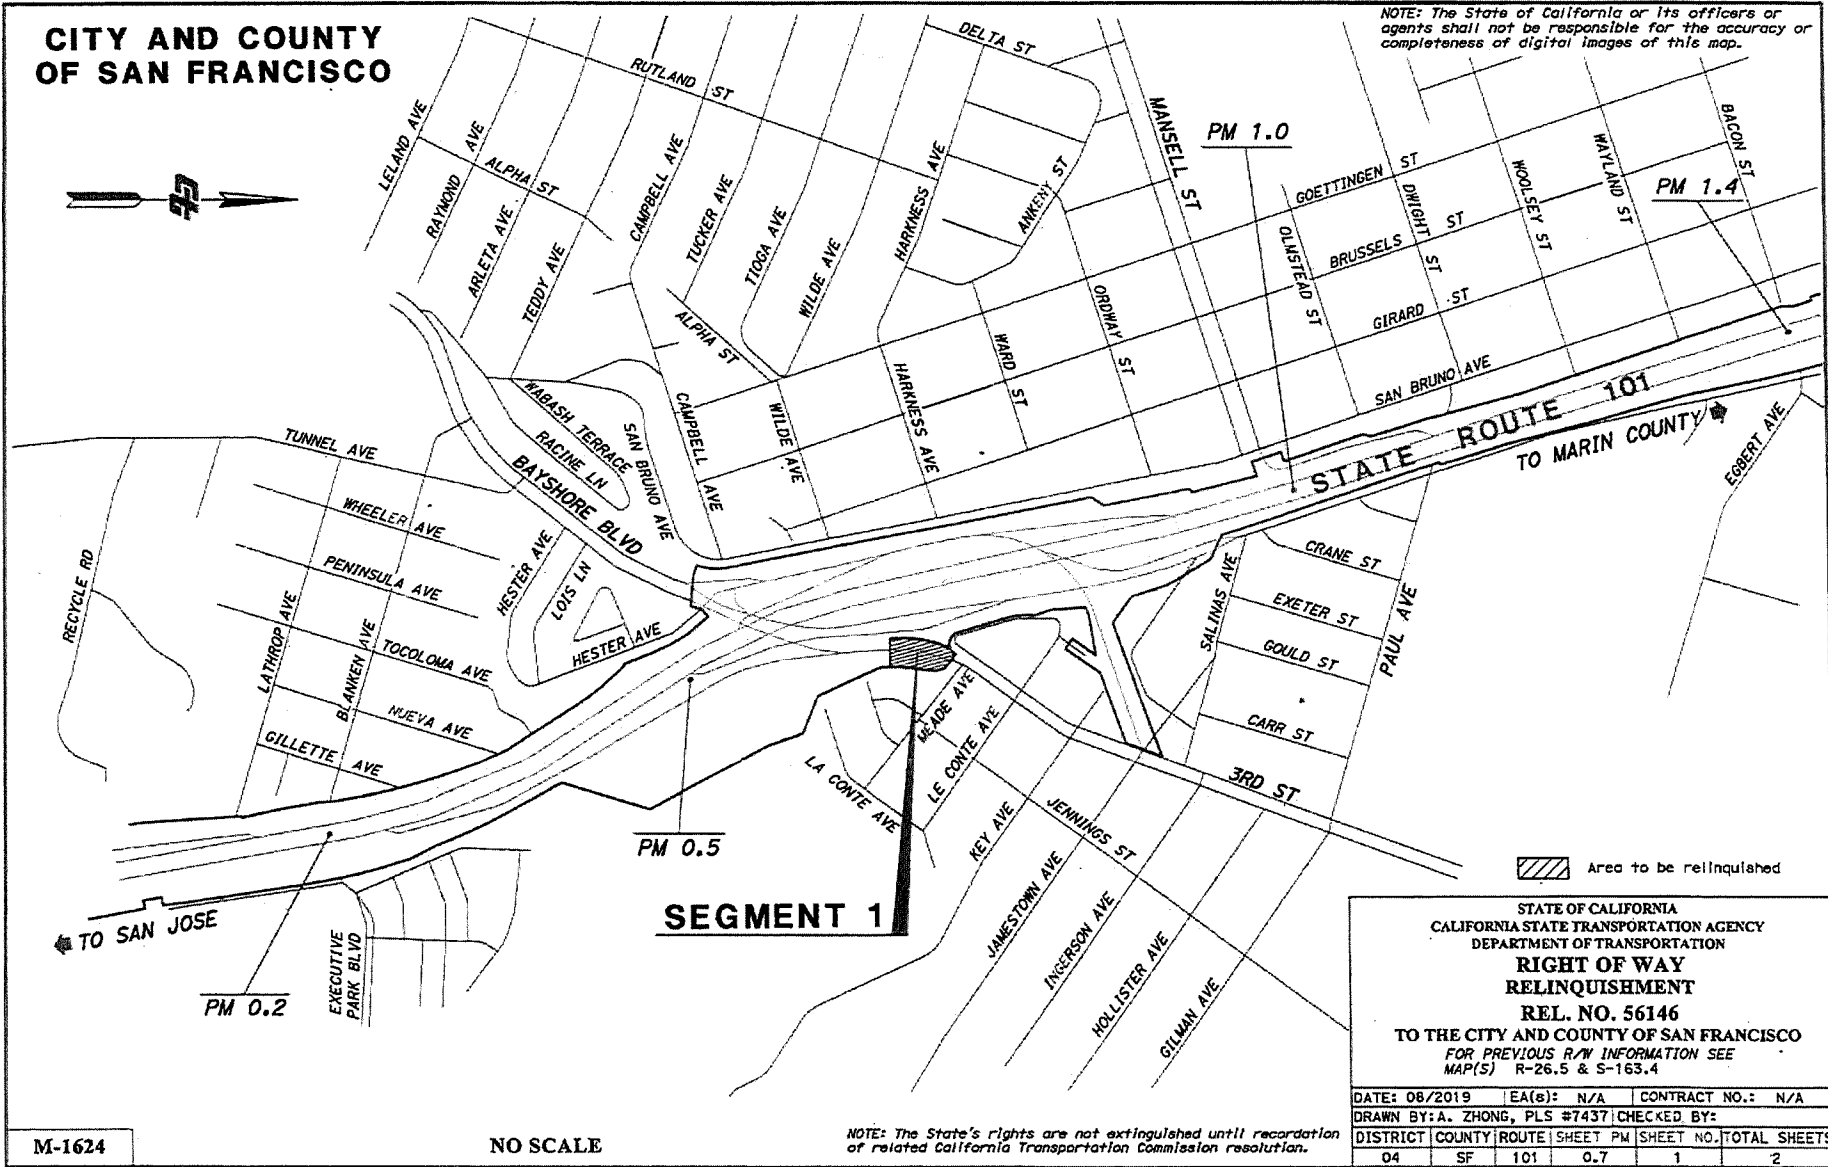 CITY AND COUNTY
OF SAN FRANCISCO
NOTE: The State of California or its officers or
agents shall not be responsible for the accuracy or
completeness of digital images of this map.
DELTA ST
RUTLAND ST
LELAND AVE
RAYMOND AVE
ALPHA ST
ARLETA AVE
TEDDY AVE
CAMPBELL AVE
TUCKER AVE
TIOGA AVE
WILDE AVE
HARKNESS AVE
ANKENY ST
MANSELL ST
PM 1.0
GOETTINGEN ST
DWIGHT ST
WOOLSEY ST
WAYLAND ST
BACON ST
PM 1.4
OLMSTEAD ST
BRUSSELS ST
GIRARD ST
ORDWAY ST
WARD ST
SAN BRUNO AVE
ALPHA ST
HARKNESS AVE
WILDE AVE
CAMPBELL AVE
SAN BRUNO AVE
WABASH TERRACE
RACINE LN
BAYSHORE BLVD
STATE ROUTE 101
TO MARIN COUNTY
EGBERT AVE
TUNNEL AVE
WHEELER AVE
PENINSULA AVE
RECYCLE RD
LATHROP AVE
BLANKEN AVE
TOCOLOMA AVE
NUEVA AVE
GILLETTE AVE
HESTER AVE
LOIS LN
HESTER AVE
CRANE ST
EXETER ST
GOULD ST
SALINAS AVE
PAUL AVE
CARR ST
3RD ST
MEADE AVE
LE CONTE AVE
LA CONTE AVE
KEY AVE
JENNINGS ST
JAMESTOWN AVE
INGERSON AVE
HOLLISTER AVE
GILMAN AVE
PM 0.5
SEGMENT 1
TO SAN JOSE
PM 0.2
EXECUTIVE
PARK BLVD
Area to be relinquished
STATE OF CALIFORNIA
CALIFORNIA STATE TRANSPORTATION AGENCY
DEPARTMENT OF TRANSPORTATION
RIGHT OF WAY
RELINQUISHMENT
REL. NO. 56146
TO THE CITY AND COUNTY OF SAN FRANCISCO
FOR PREVIOUS R/W INFORMATION SEE
MAP(S) R-26.5 & S-163.4
DATE: 08/2019 EA(s): N/A CONTRACT NO.: N/A
DRAWN BY: A. ZHONG, PLS #7437 CHECKED BY:
DISTRICT COUNTY ROUTE SHEET PM SHEET NO. TOTAL SHEETS
04 SF 101 0.7 1 2
M-1624
NO SCALE
NOTE: The State's rights are not extinguished until recordation
of related California Transportation Commission resolution.